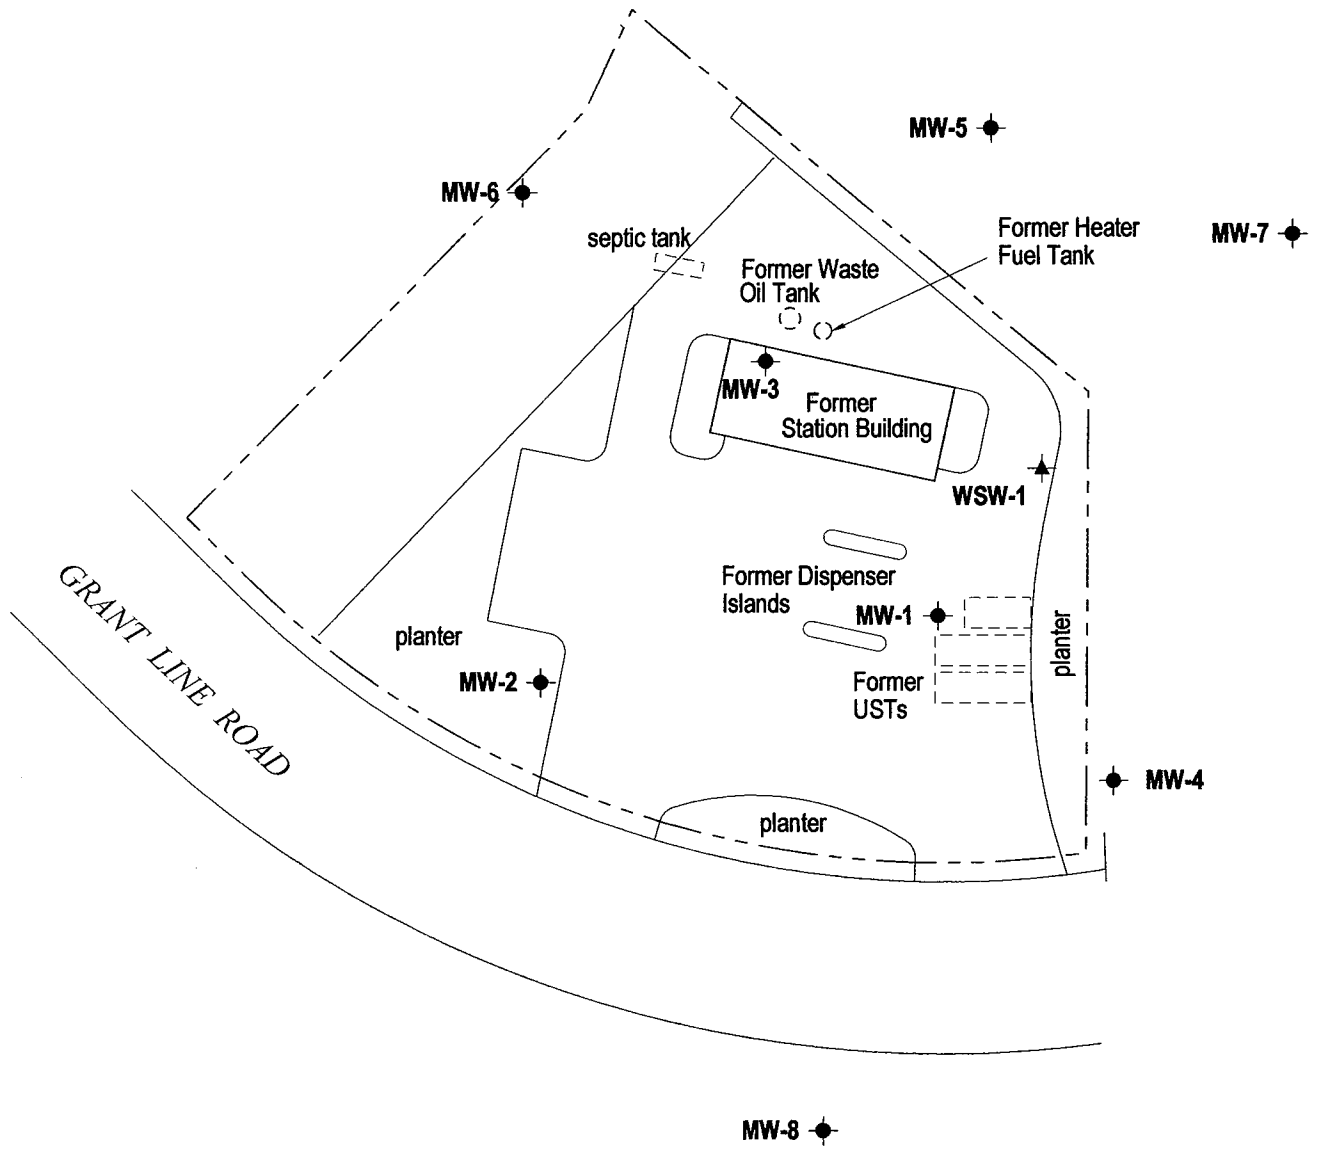 MW-5
MW-6
MW-7
Former Heater
Fuel Tank
septic tank
Former Waste
Oil Tank
MW-3
Former
Station Building
WSW-1
Former Dispenser
Islands
MW-1
planter
planter
MW-2
Former
USTs
GRANT LINE ROAD
MW-4
planter
MW-8